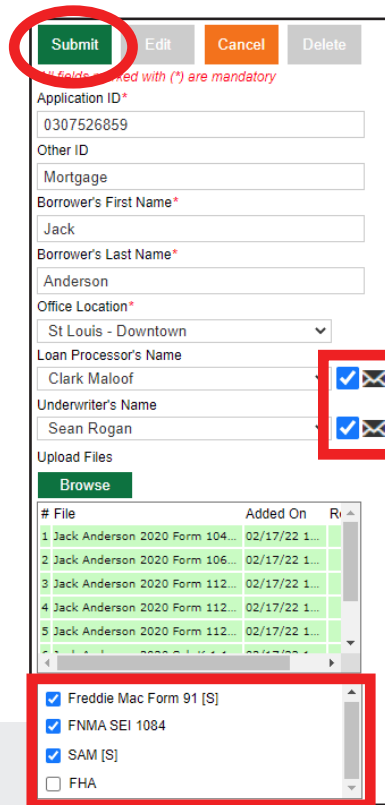 Submit Edit Cancel Delete
All fields marked with (*) are mandatory
Application ID*
0307526859
Other ID
Mortgage
Borrower's First Name*
Jack
Borrower's Last Name*
Anderson
Office Location*
St Louis - Downtown
Loan Processor's Name
Clark Maloof
Underwriter's Name
Sean Rogan
Upload Files
Browse
# File Added On
1 Jack Anderson 2020 Form 104... 02/17/22 1...
2 Jack Anderson 2020 Form 106... 02/17/22 1...
3 Jack Anderson 2020 Form 112... 02/17/22 1...
4 Jack Anderson 2020 Form 112... 02/17/22 1...
5 Jack Anderson 2020 Form 112... 02/17/22 1...
Freddie Mac Form 91 [S]
FNMA SEI 1084
SAM [S]
FHA